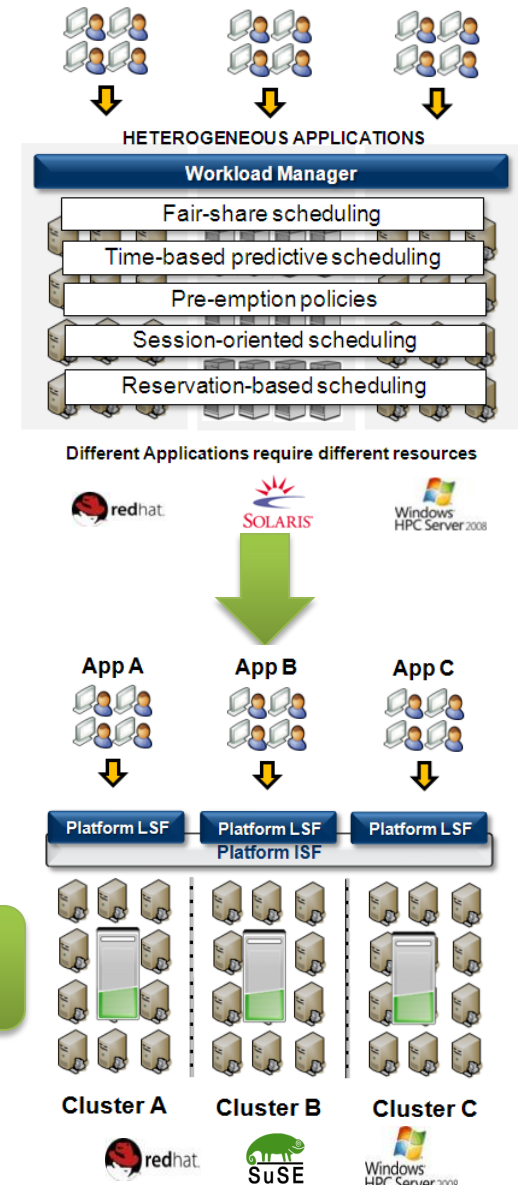 HETEROGENEOUS APPLICATIONS
Workload Manager
Fair-share scheduling
Time-based predictive scheduling
Pre-emption policies
Session-oriented scheduling
Reservation-based scheduling
Different Applications require different resources
redhat.
SOLARIS™
Windows
HPC Server 2008
App A
App B
App C
Platform LSF
Platform LSF
Platform LSF
Platform ISF
Cluster A
Cluster B
Cluster C
redhat.
SUSE
Windows
HPC Server 2008